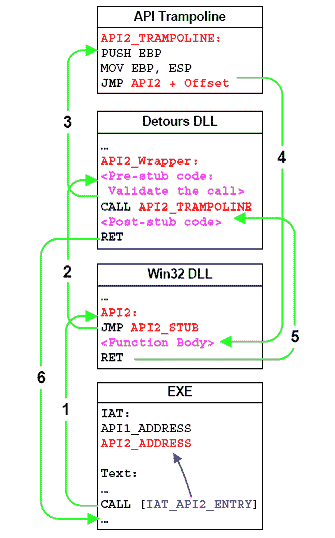 API Trampoline
API2_TRAMPOLINE:
PUSH EBP
MOV EBP, ESP
JMP API2 + Offset
3
4
Detours DLL
…
API2_Wrapper:
<Pre-stub code:
Validate the call>
CALL API2_TRAMPOLINE
<Post-stub code>
RET
2
5
Win32 DLL
…
API2:
JMP API2_STUB
<Function Body>
RET
6
1
EXE
IAT:
API1_ADDRESS
API2_ADDRESS
Text:
…
CALL [IAT_API2_ENTRY]
…